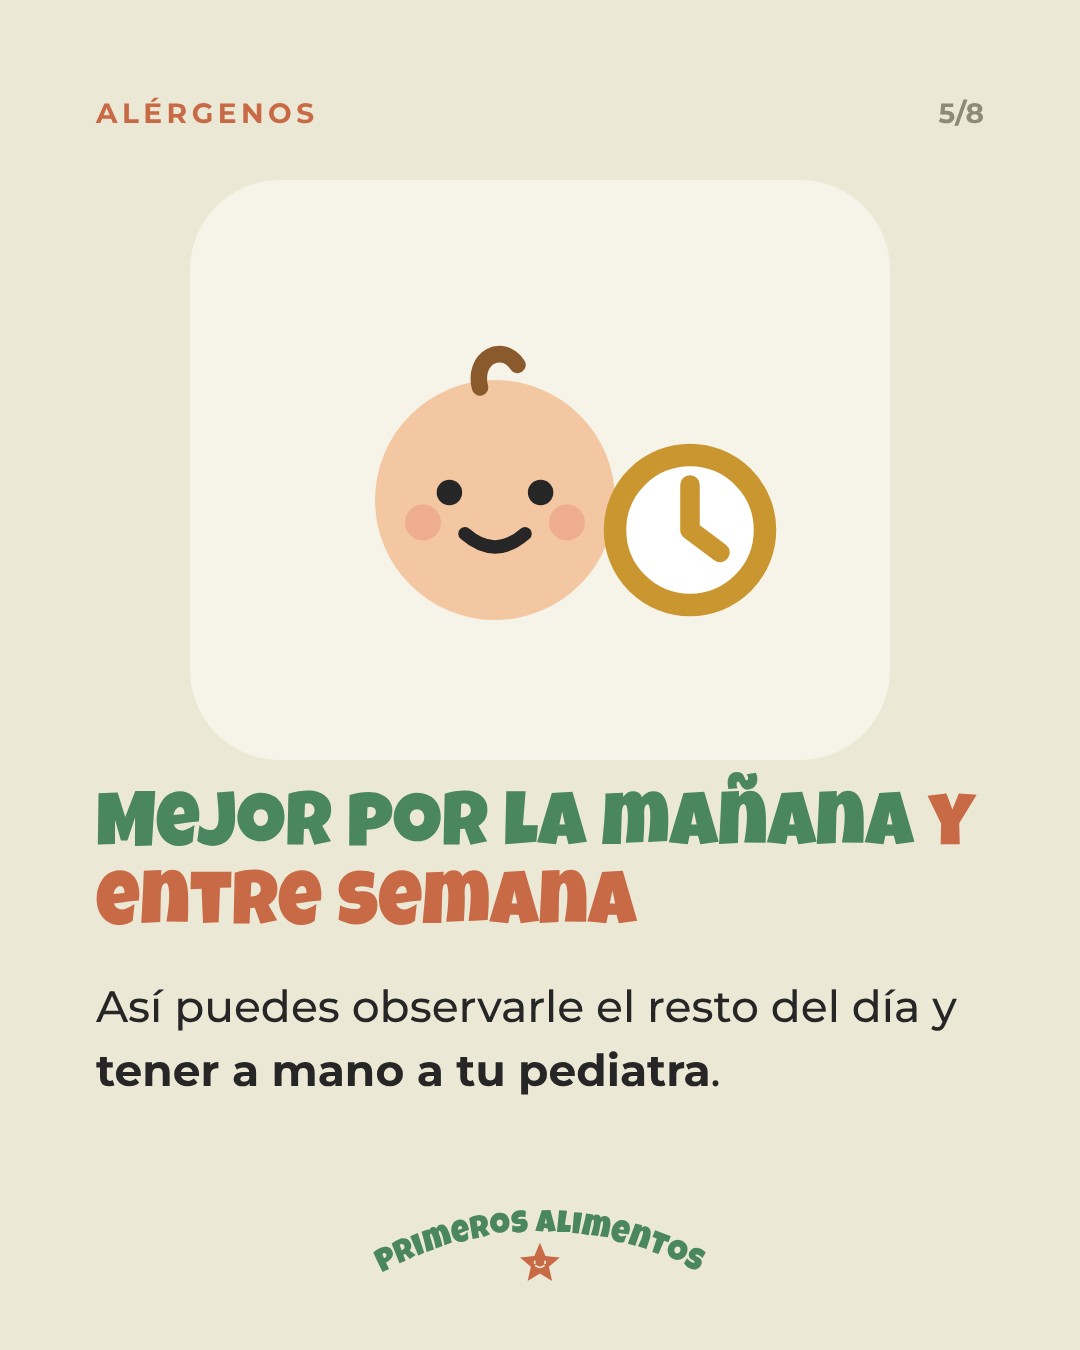 ALÉRGENOS
5/8
Mejor por la mañana y
entre semana
Así puedes observarle el resto del día y
tener a mano a tu pediatra.
PRIMEROS ALIMENTOS